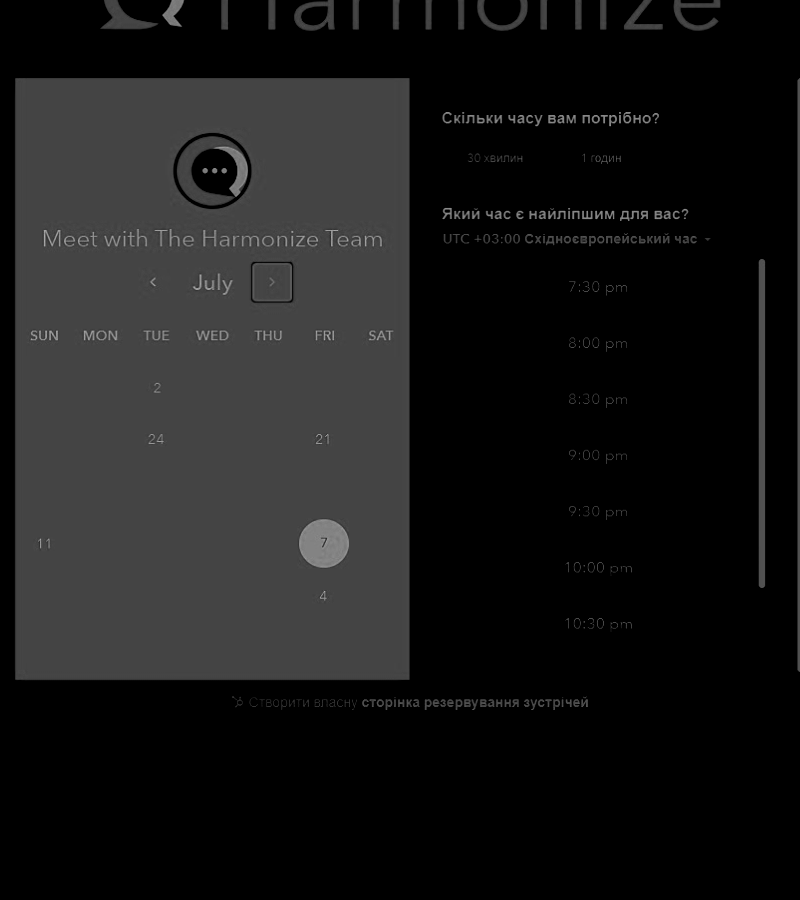 Harmonize
Meet with The Harmonize Team
July
SUN MON TUE WED THU FRI SAT
2
24 21
11 7
4
Скільки часу вам потрібно?
30 хвилин 1 годин
Який час є найліпшим для вас?
UTC +03:00 Східноєвропейський час
7:30 pm
8:00 pm
8:30 pm
9:00 pm
9:30 pm
10:00 pm
10:30 pm
Створити власну сторінка резервування зустрічей